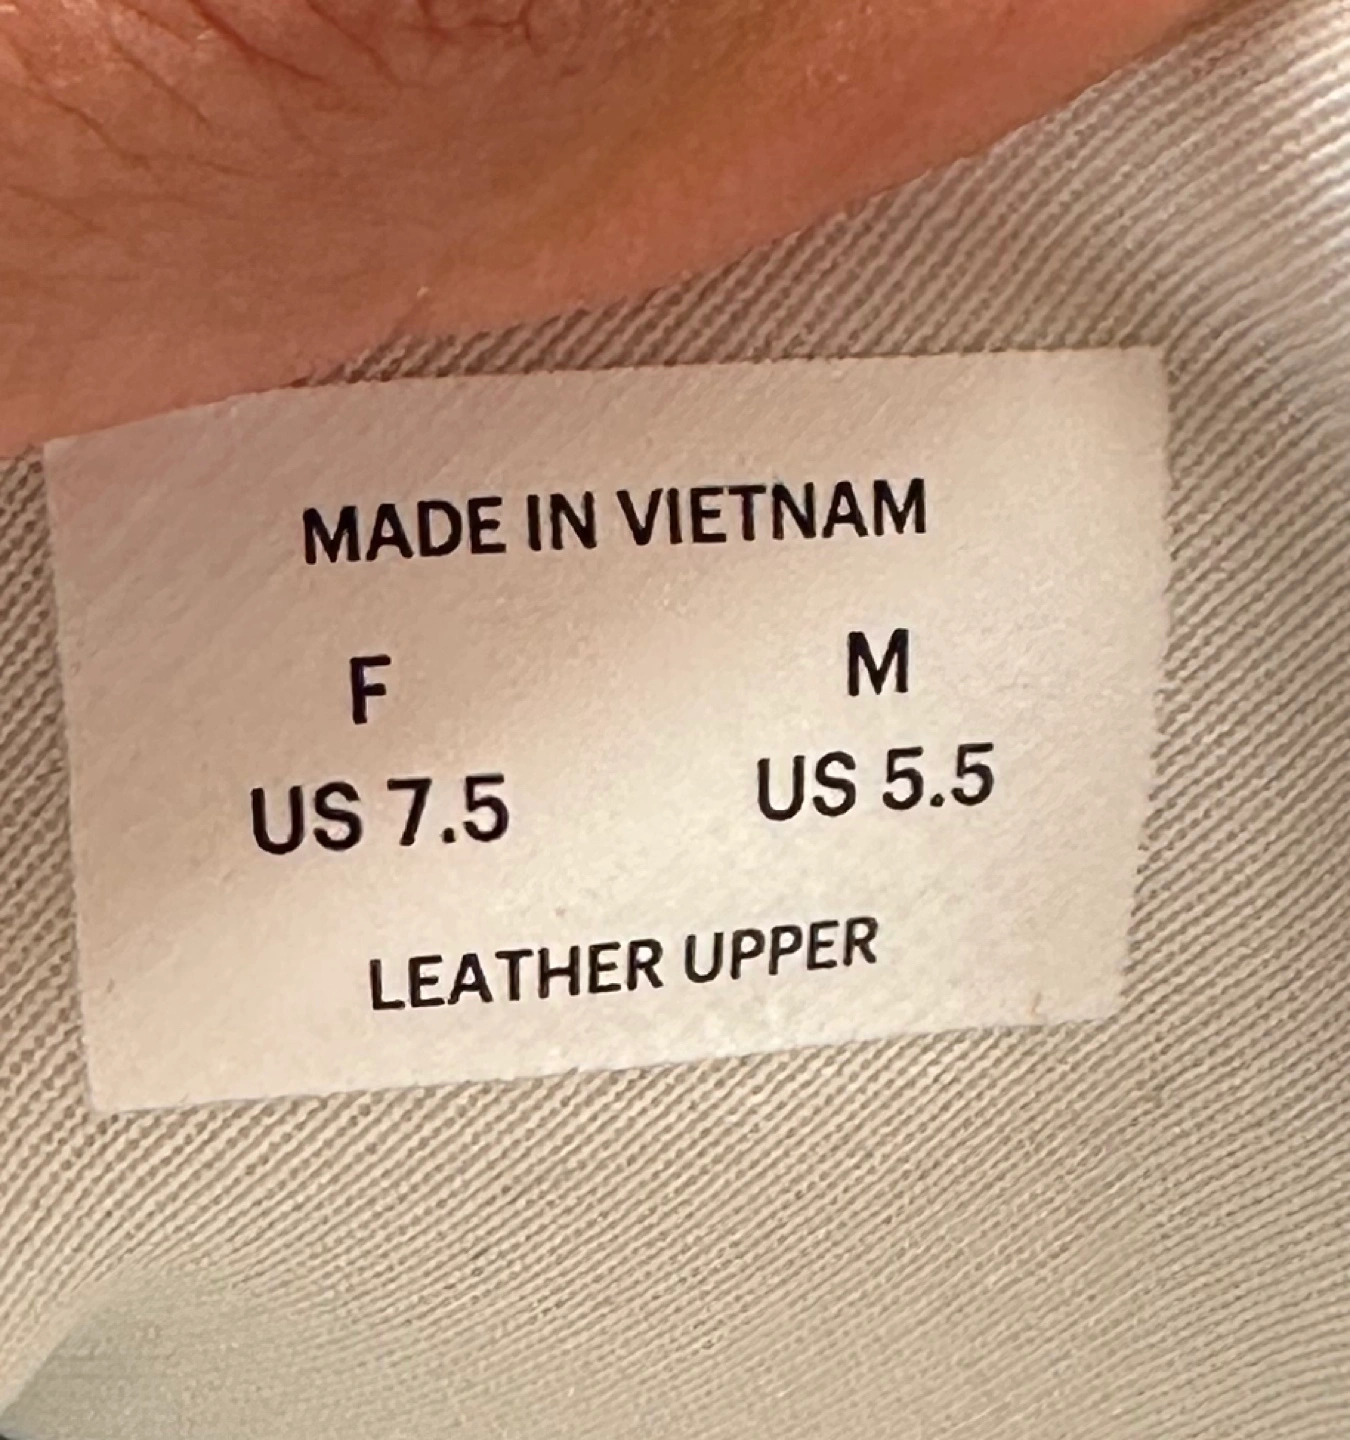 MADE IN VIETNAM
F M
US 7.5 US 5.5
LEATHER UPPER